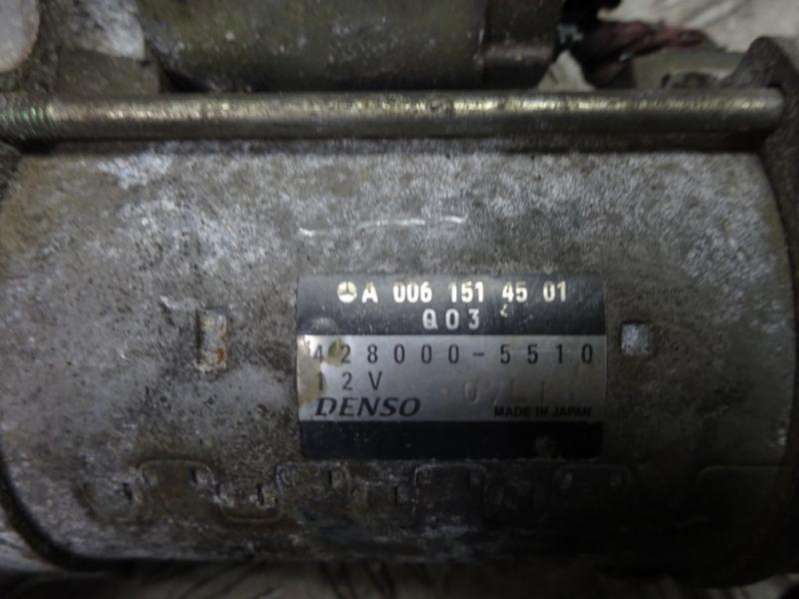 A 006 151 45 01
Q03
428000-5510
12V
DENSO MADE IN JAPAN